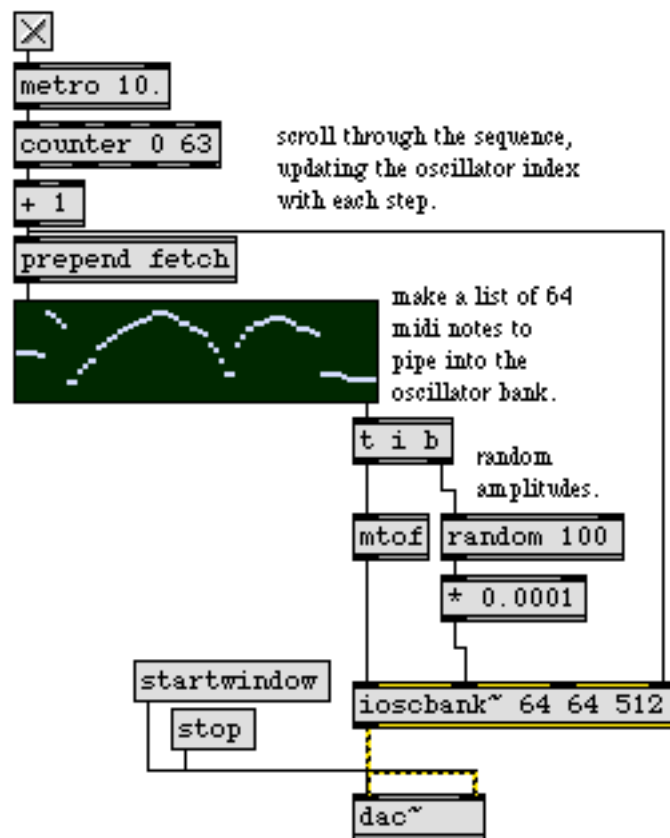 metro 10.
counter 0 63
scroll through the sequence,
updating the oscillator index
with each step.
+ 1
prepend fetch
make a list of 64
midi notes to
pipe into the
oscillator bank.
t i b
random
amplitudes.
mtof
random 100
* 0.0001
startwindow
ioscbank~ 64 64 512
stop
dac~